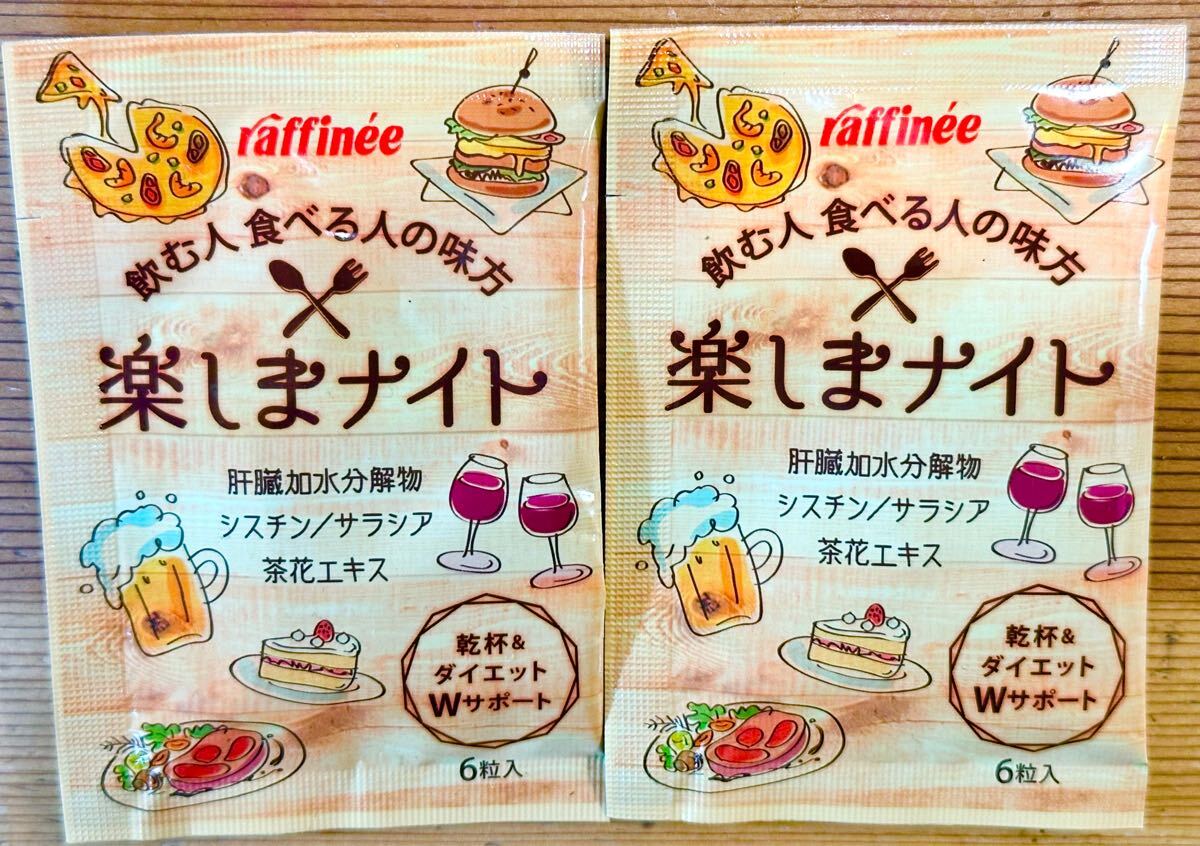 raffinée
飲む人 食べる人の味方
楽しまナイト
肝臓加水分解物
シスチン/サラシア
茶花エキス
乾杯&
ダイエット
Wサポート
6粒入
raffinée
飲む人 食べる人の味方
楽しまナイト
肝臓加水分解物
シスチン/サラシア
茶花エキス
乾杯&
ダイエット
Wサポート
6粒入